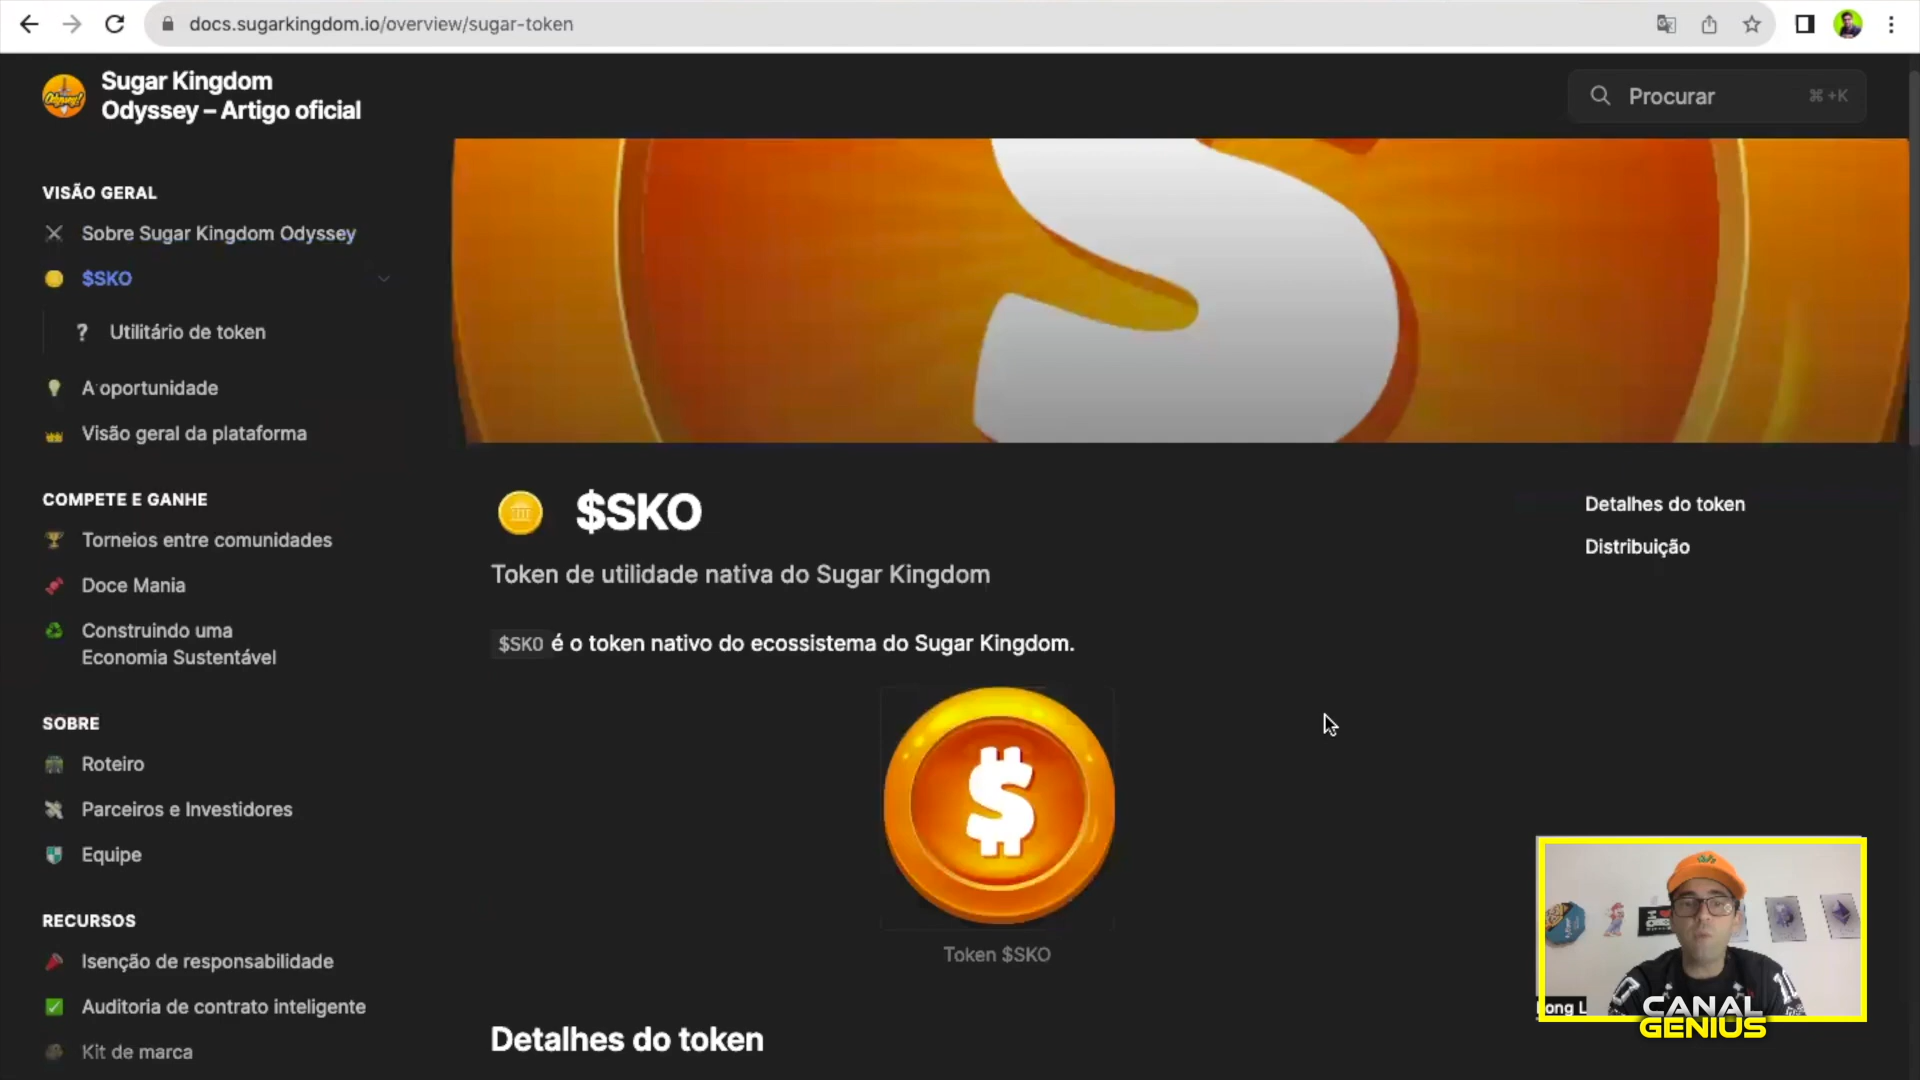 docs.sugarkingdom.io/overview/sugar-token
Sugar Kingdom
Odyssey – Artigo oficial
Procurar
⌘+K
VISÃO GERAL
Sobre Sugar Kingdom Odyssey
$SKO
Utilitário de token
A oportunidade
Visão geral da plataforma
COMPETE E GANHE
Torneios entre comunidades
Doce Mania
Construindo uma
Economia Sustentável
SOBRE
Roteiro
Parceiros e Investidores
Equipe
RECURSOS
Isenção de responsabilidade
Auditoria de contrato inteligente
Kit de marca
$SKO
Token de utilidade nativa do Sugar Kingdom
$SKO é o token nativo do ecossistema do Sugar Kingdom.
Token $SKO
Detalhes do token
Detalhes do token
Distribuição
ong L
CANAL
GENIUS